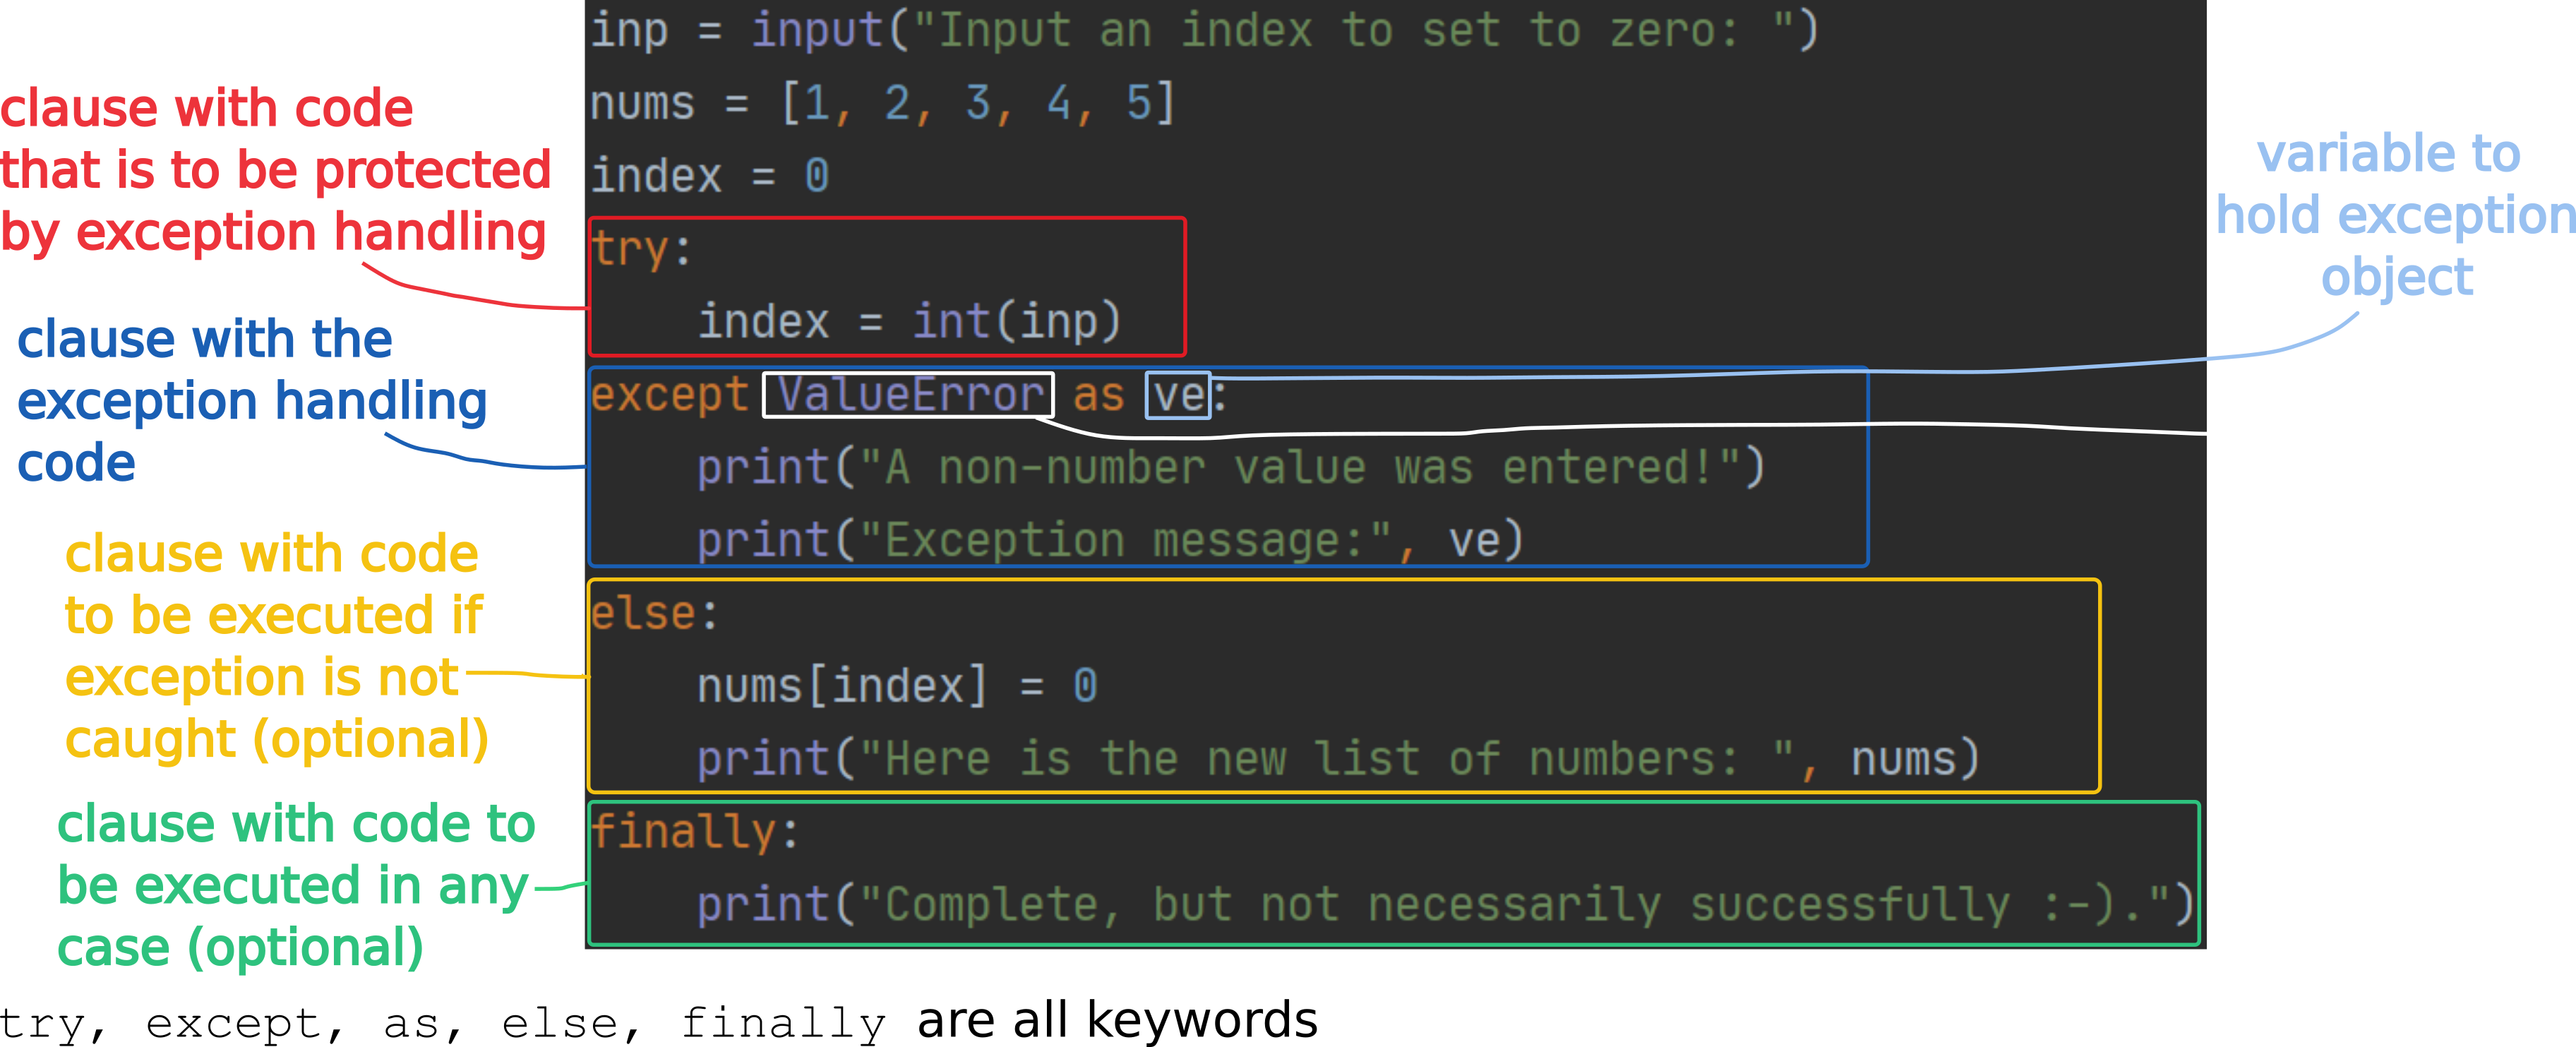 inp = input("Input an index to set to zero: ")
nums = [1, 2, 3, 4, 5]
index = 0
try:
    index = int(inp)
except ValueError as ve:
    print("A non-number value was entered!")
    print("Exception message:", ve)
else:
    nums[index] = 0
    print("Here is the new list of numbers: ", nums)
finally:
    print("Complete, but not necessarily successfully :-).")
clause with code
that is to be protected
by exception handling
clause with the
exception handling
code
clause with code
to be executed if
exception is not
caught (optional)
clause with code to
be executed in any
case (optional)
variable to
hold exception
object
try, except, as, else, finally are all keywords